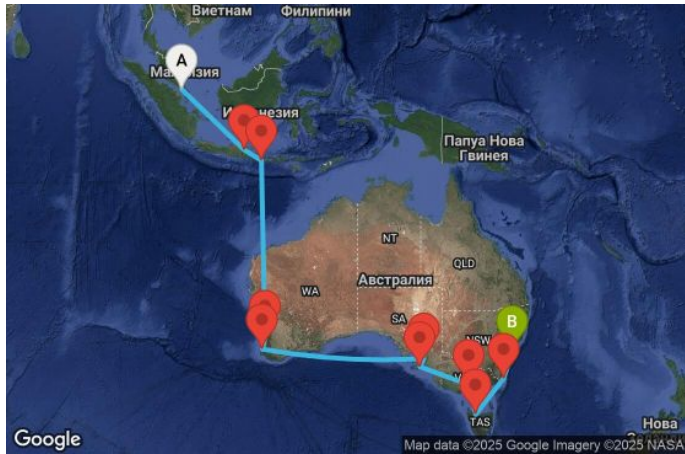 Виетнам
Филипини
A
Индонезия
Папуа Нова
Гвинея
NT
QLD
Австралия
WA
SA
B
NSW
TAS
Нова
Google
Map data ©2025 Google Imagery ©2025 NASA